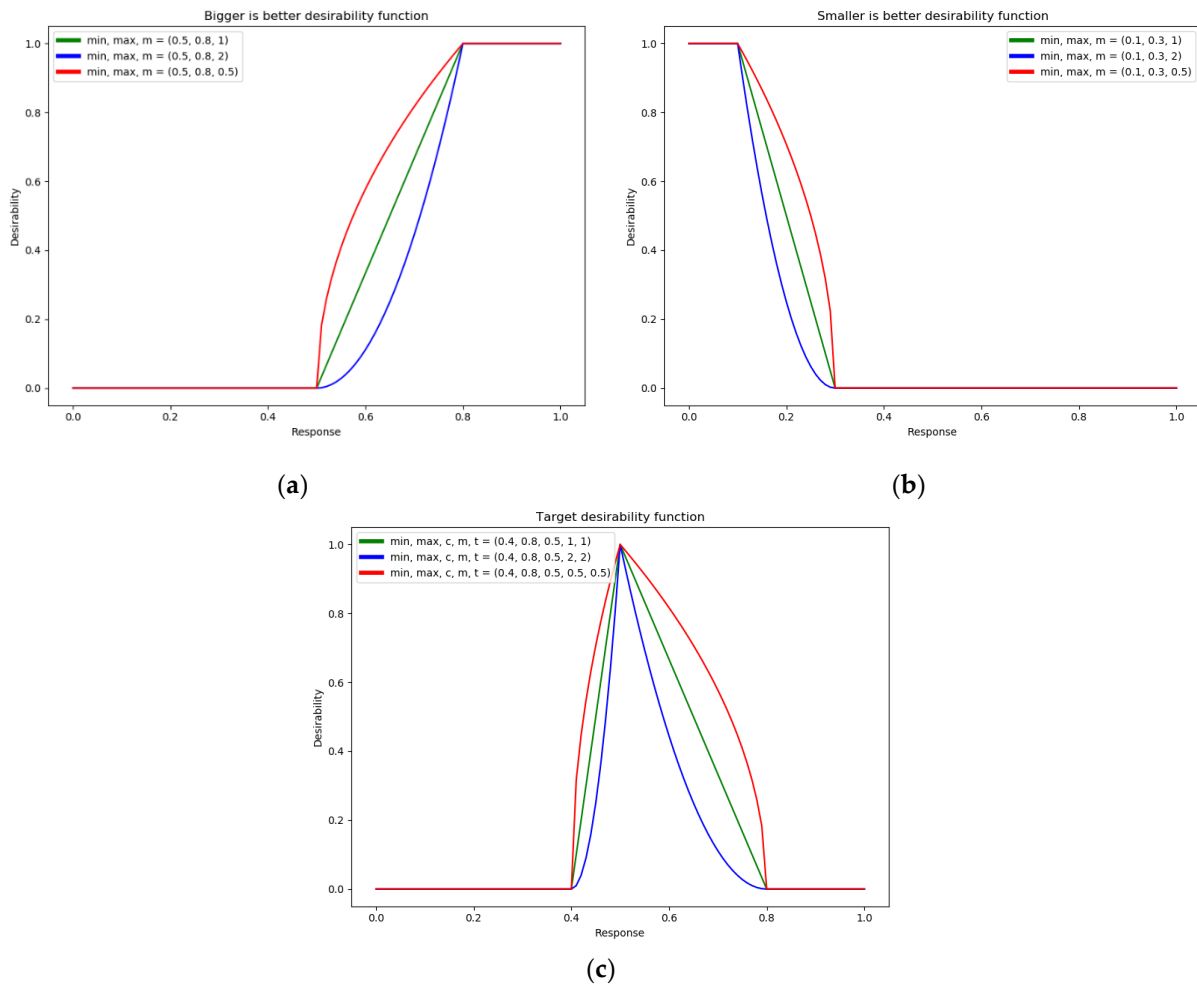 Bigger is better desirability function
min, max, m = (0.5, 0.8, 1)
min, max, m = (0.5, 0.8, 2)
min, max, m = (0.5, 0.8, 0.5)
1.0
0.8
0.6
0.4
0.2
0.0
Desirability
0.0 0.2 0.4 0.6 0.8 1.0
Response
(a)
Smaller is better desirability function
min, max, m = (0.1, 0.3, 1)
min, max, m = (0.1, 0.3, 2)
min, max, m = (0.1, 0.3, 0.5)
1.0
0.8
0.6
0.4
0.2
0.0
Desirability
0.0 0.2 0.4 0.6 0.8 1.0
Response
(b)
Target desirability function
min, max, c, m, t = (0.4, 0.8, 0.5, 1, 1)
min, max, c, m, t = (0.4, 0.8, 0.5, 2, 2)
min, max, c, m, t = (0.4, 0.8, 0.5, 0.5, 0.5)
1.0
0.8
0.6
0.4
0.2
0.0
Desirability
0.0 0.2 0.4 0.6 0.8 1.0
Response
(c)